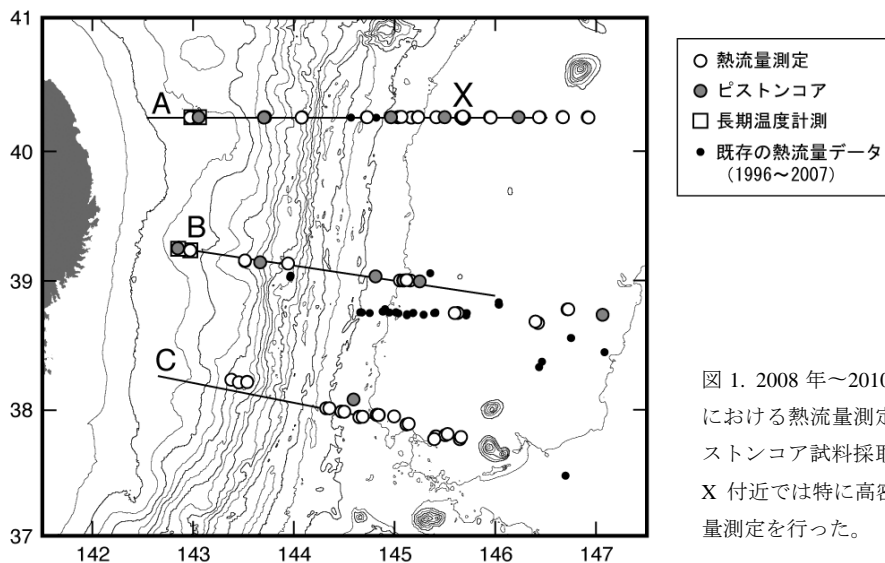 41
40
39
38
37
142
143
144
145
146
147
A
X
B
C
熱流量測定
ピストンコア
長期温度計測
既存の熱流量データ
(1996～2007)
図 1. 2008 年～2010
における熱流量測定
ストンコア試料採取
X 付近では特に高密
量測定を行った。